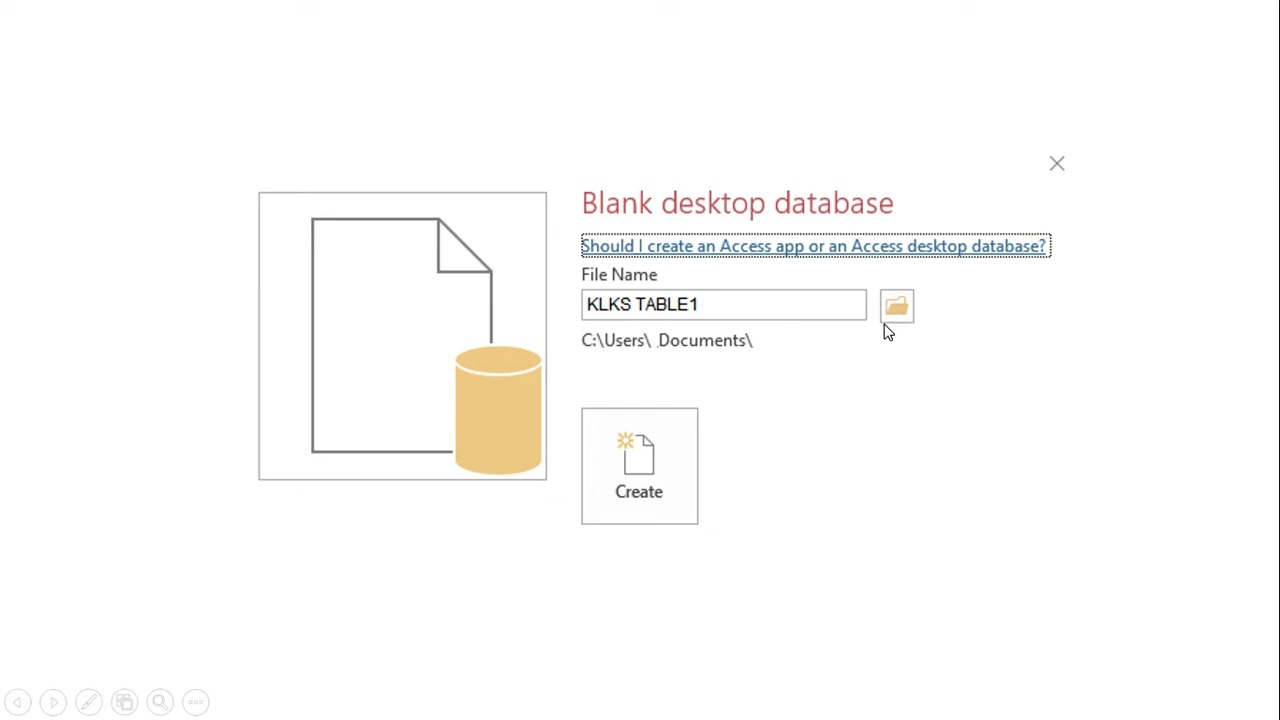 Blank desktop database
Should I create an Access app or an Access desktop database?
File Name
KLKS TABLE1
C:\Users\ Documents\
Create